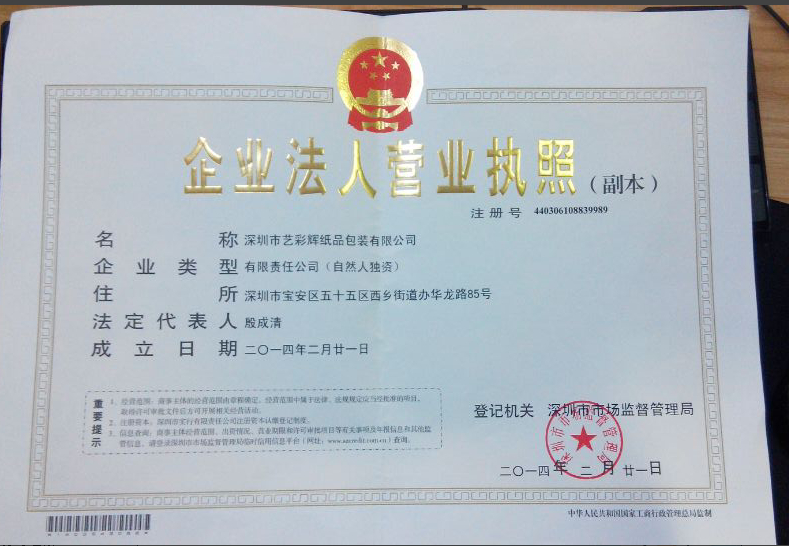 企业法人营业执照（副本）
注册号 440306108839989
名称 深圳市艺彩辉纸品包装有限公司
企业类型 有限责任公司（自然人独资）
住所 深圳市宝安区五十五区西乡街道办华龙路85号
法定代表人 殷成清
成立日期 二〇一四年二月廿一日
重要提示
1、经营范围：商事主体的经营范围由章程确定。经营范围中属于法律、法规规定应当经批准的项目，
取得许可审批文件后方可开展相关经营活动。
2、注册资本：深圳市实行有限责任公司注册资本认缴登记制度。
3、信息查询：商事主体经营范围、出资情况、营业期限和许可审批项目等有关事项及年报信息和其他监
管信息，请登录深圳市市场监督管理局商事主体信用信息平台（网址：www.szcredit.com.cn）查询。
登记机关 深圳市市场监督管理局
深圳市市场监督管理局
二〇一四年二月廿一日
中华人民共和国国家工商行政管理总局监制